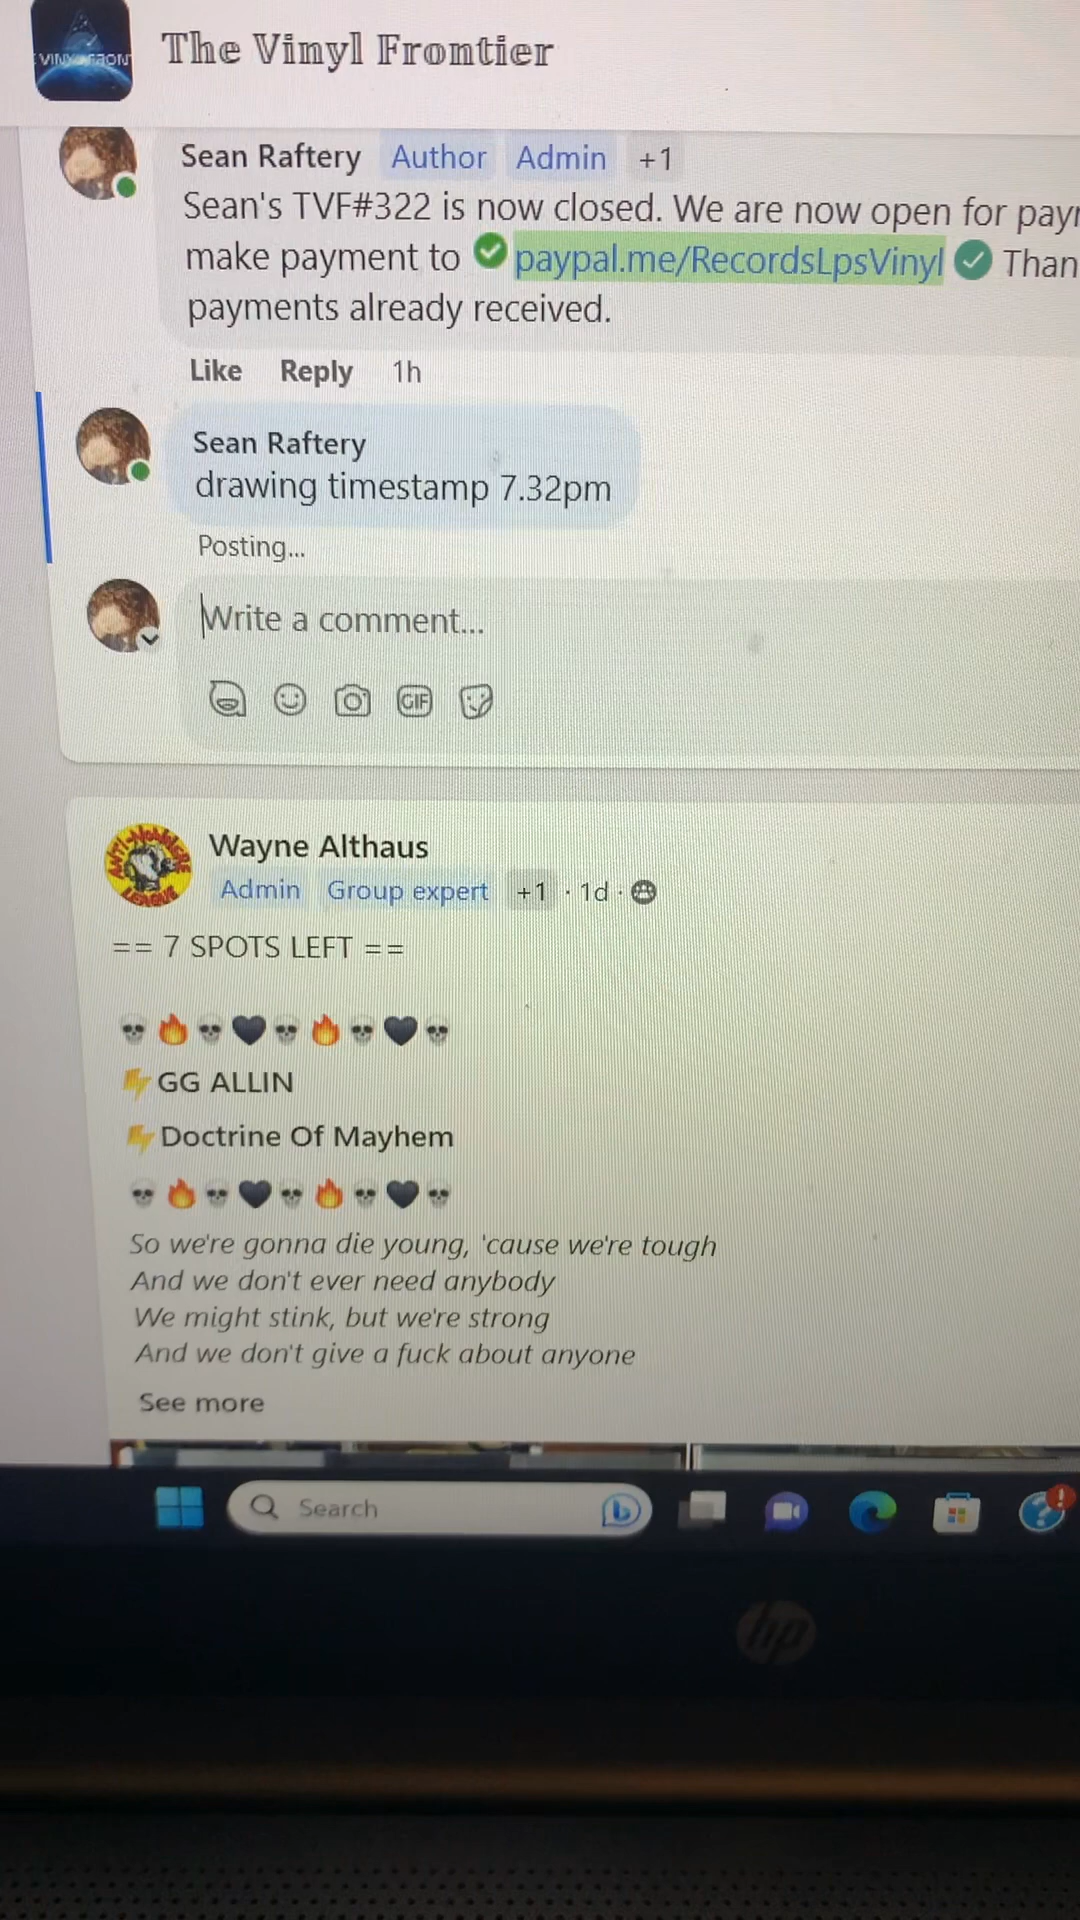 The Vinyl Frontier
Sean Raftery Author Admin +1
Sean's TVF#322 is now closed. We are now open for
make payment to ✅ paypal.me/RecordsLpsVinyl ✅
payments already received.
Like Reply 1h
Sean Raftery
drawing timestamp 7.32pm
Posting...
Write a comment...
GIF
Wayne Althaus
Admin Group expert +1 · 1d ·
== 7 SPOTS LEFT ==
💀🔥💀🖤💀🔥💀🖤💀
⚡GG ALLIN
⚡Doctrine Of Mayhem
💀🔥💀🖤💀🔥💀🖤💀
So we're gonna die young, 'cause we're tough
And we don't ever need anybody
We might stink, but we're strong
And we don't give a fuck about anyone
See more
Search
hp